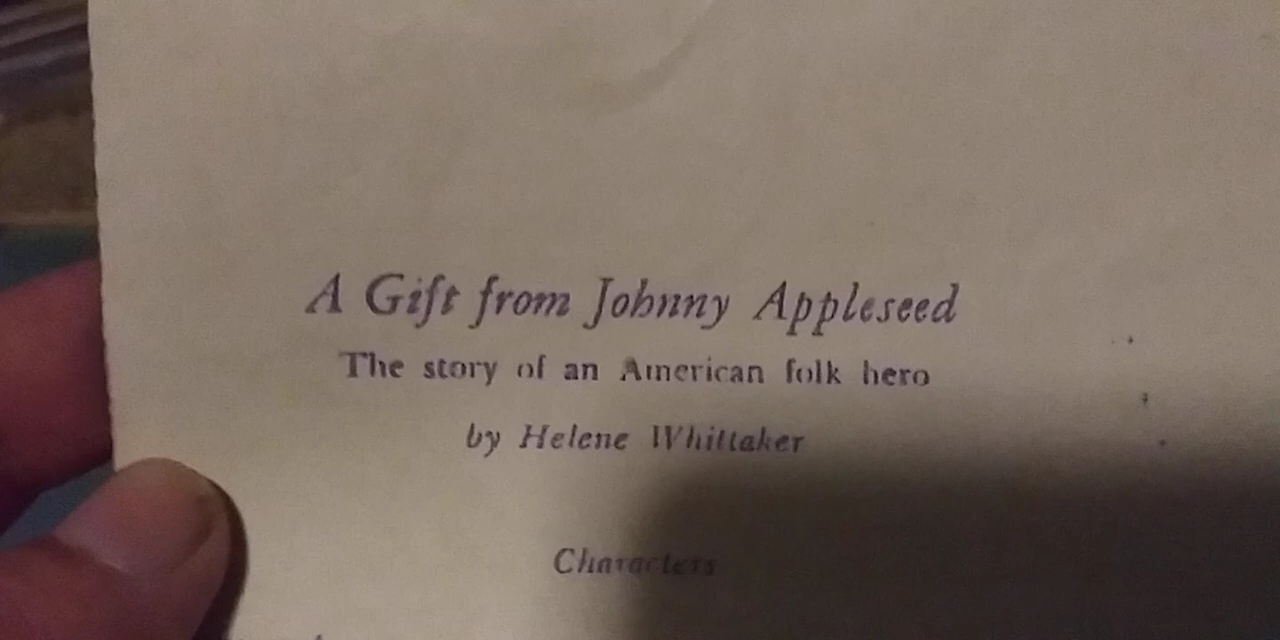 A Gift from Johnny Appleseed
The story of an American folk hero
by Helene Whittaker
Characters